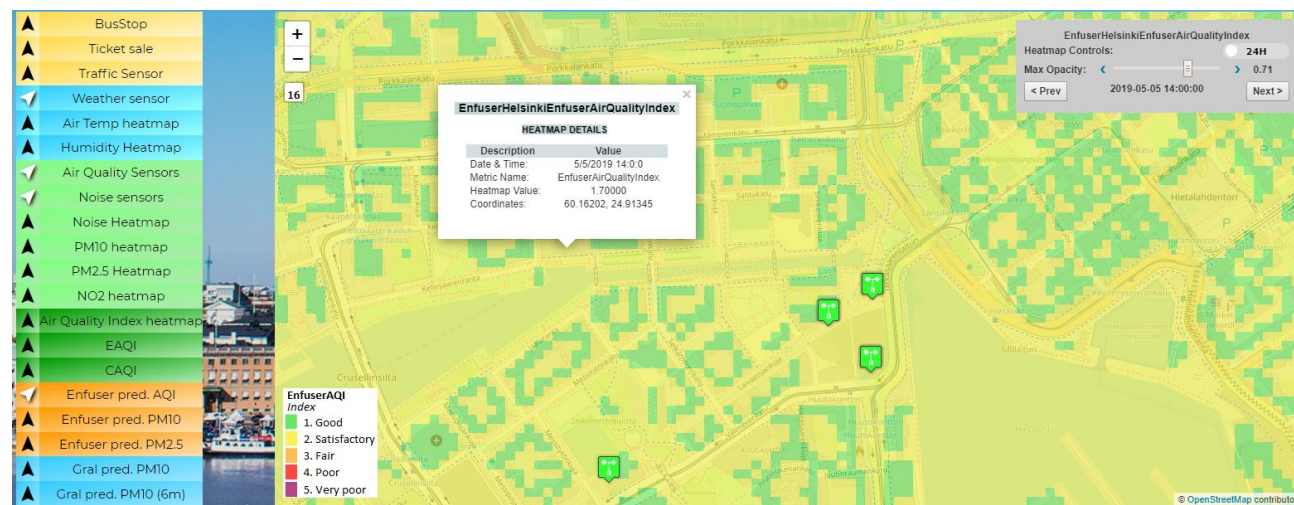 BusStop
Ticket sale
Traffic Sensor
Weather sensor
Air Temp heatmap
Humidity Heatmap
Air Quality Sensors
Noise sensors
Noise Heatmap
PM10 heatmap
PM2.5 Heatmap
NO2 heatmap
Air Quality Index heatmap
EAQI
CAQI
Enfuser pred. AQI
Enfuser pred. PM10
Enfuser pred. PM2.5
Gral pred. PM10
Gral pred. PM10 (6m)
+
−
16
EnfuserHelsinkiEnfuserAirQualityIndex
HEATMAP DETAILS
Description Value
Date & Time: 5/5/2019 14:0:0
Metric Name: EnfuserAirQualityIndex
Heatmap Value: 1.70000
Coordinates: 60.16202, 24.91345
×
EnfuserHelsinkiEnfuserAirQualityIndex
Heatmap Controls: 24H
Max Opacity: 0.71
< Prev 2019-05-05 14:00:00 Next >
Porkkalankatu
Porkkalankatu
Porkkalankatu
Santakatu
Hietalahdentori
Kellosaarenranta
Crusellinsilta
Sillilaituri
P
P
P
EnfuserAQI
Index
1. Good
2. Satisfactory
3. Fair
4. Poor
5. Very poor
© OpenStreetMap contributo